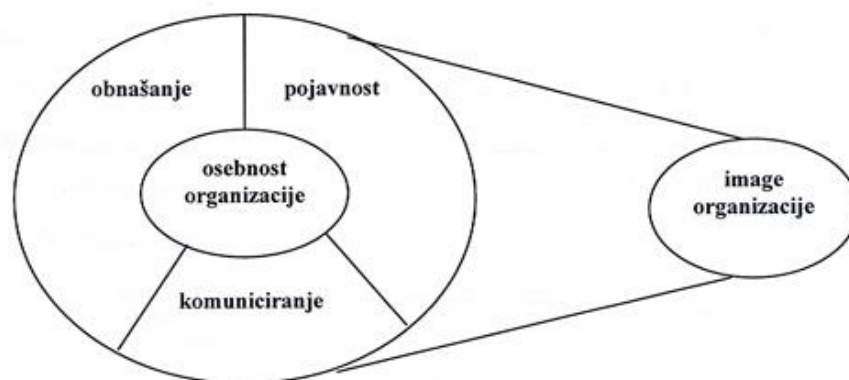 obnašanje
pojavnost
osebnost
organizacije
komuniciranje
image
organizacije